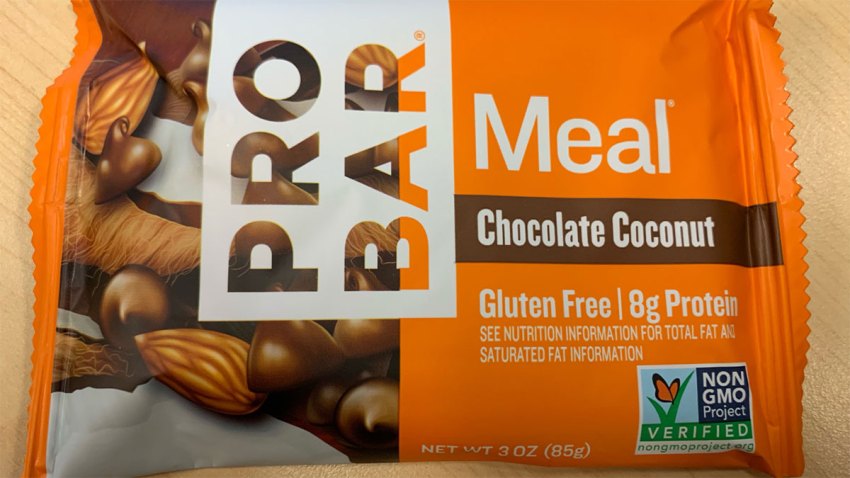 PRO
BAR®
Meal®
Chocolate Coconut
Gluten Free | 8g Protein
SEE NUTRITION INFORMATION FOR TOTAL FAT AND
SATURATED FAT INFORMATION
NON
GMO
Project
VERIFIED
nongmoproject.org
NET WT 3 OZ (85g)